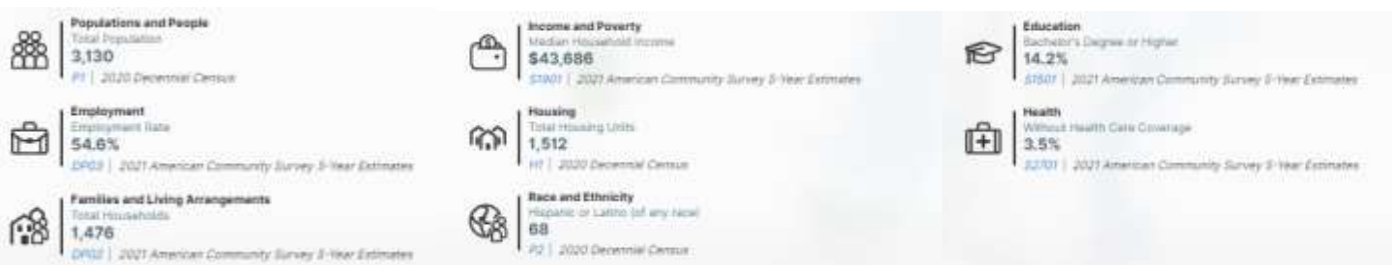 Populations and People
Total Population
3,130
P1 | 2020 Decennial Census
Income and Poverty
Median Household Income
$43,686
S1901 | 2021 American Community Survey 5-Year Estimates
Education
Bachelor's Degree or Higher
14.2%
S1501 | 2021 American Community Survey 5-Year Estimates
Employment
Employment Rate
54.6%
DP03 | 2021 American Community Survey 5-Year Estimates
Housing
Total Housing Units
1,512
H1 | 2020 Decennial Census
Health
Without Health Care Coverage
3.5%
S2701 | 2021 American Community Survey 5-Year Estimates
Families and Living Arrangements
Total Households
1,476
DP02 | 2021 American Community Survey 5-Year Estimates
Race and Ethnicity
Hispanic or Latino (of any race)
68
P2 | 2020 Decennial Census